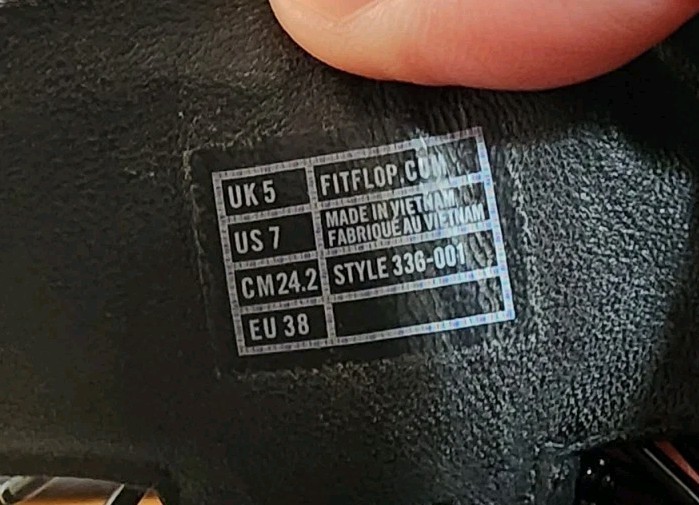 UK 5 FITFLOP.COM
US 7 MADE IN VIETNAM
FABRIQUÉ AU VIETNAM
CM 24.2 STYLE 336-001
EU 38